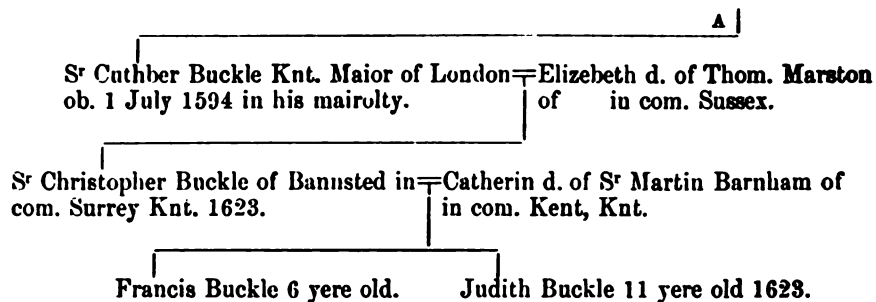 A
Sʳ Cuthber Buckle Knt. Maior of London Elizebeth d. of Thom. Marston
ob. 1 July 1594 in his mairolty. of in com. Sussex.
Sʳ Christopher Buckle of Bannsted in Catherin d. of Sʳ Martin Barnham of
com. Surrey Knt. 1623. in com. Kent, Knt.
Francis Buckle 6 yere old. Judith Buckle 11 yere old 1623.